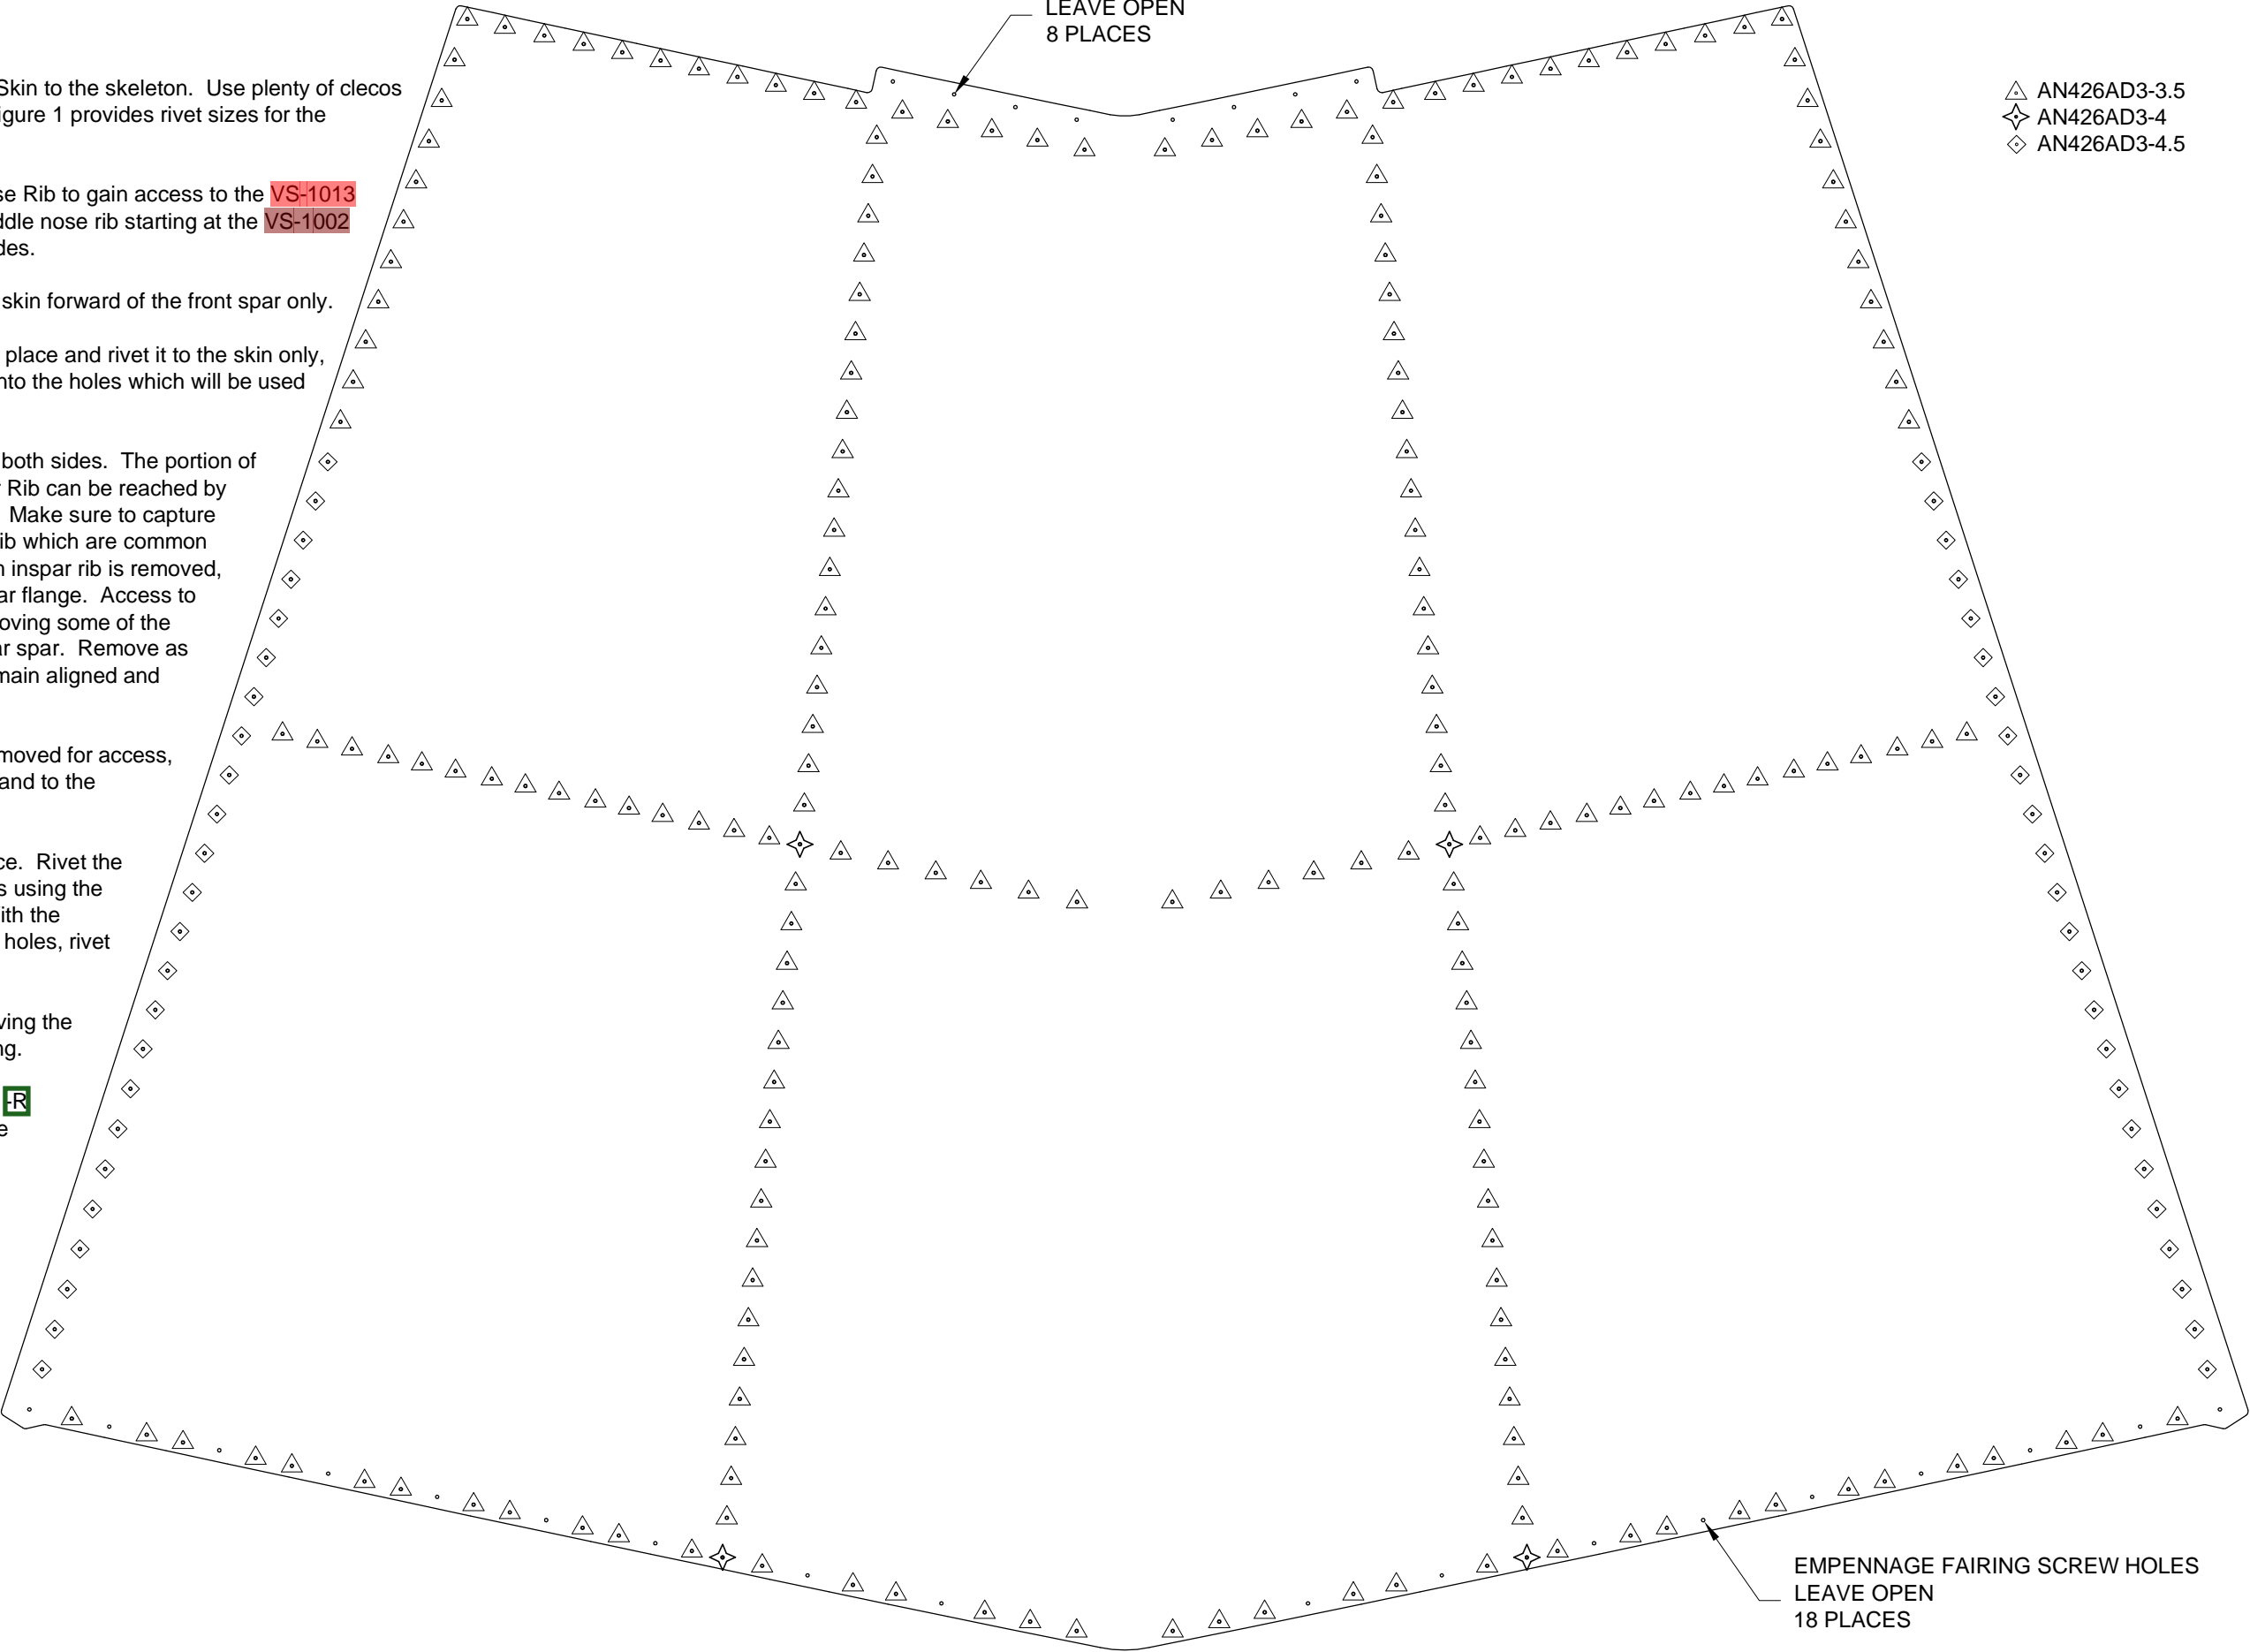 LEAVE OPEN
8 PLACES
Skin to the skeleton. Use plenty of clecos
igure 1 provides rivet sizes for the
se Rib to gain access to the VS-1013
ddle nose rib starting at the VS-1002
des.
skin forward of the front spar only.
place and rivet it to the skin only,
nto the holes which will be used
both sides. The portion of
r Rib can be reached by
Make sure to capture
ib which are common
n inspar rib is removed,
ar flange. Access to
oving some of the
ar spar. Remove as
main aligned and
moved for access,
and to the
ce. Rivet the
s using the
ith the
holes, rivet
ving the
ng.
-R
e
AN426AD3-3.5
AN426AD3-4
AN426AD3-4.5
EMPENNAGE FAIRING SCREW HOLES
LEAVE OPEN
18 PLACES